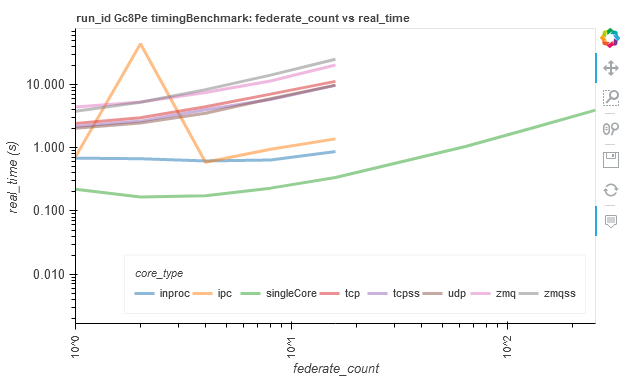 run_id Gc8Pe timingBenchmark: federate_count vs real_time
real_time (s)
10.000
1.000
0.100
0.010
core_type
inproc ipc singleCore tcp tcpss udp zmq zmqss
10^0 10^1 10^2
federate_count